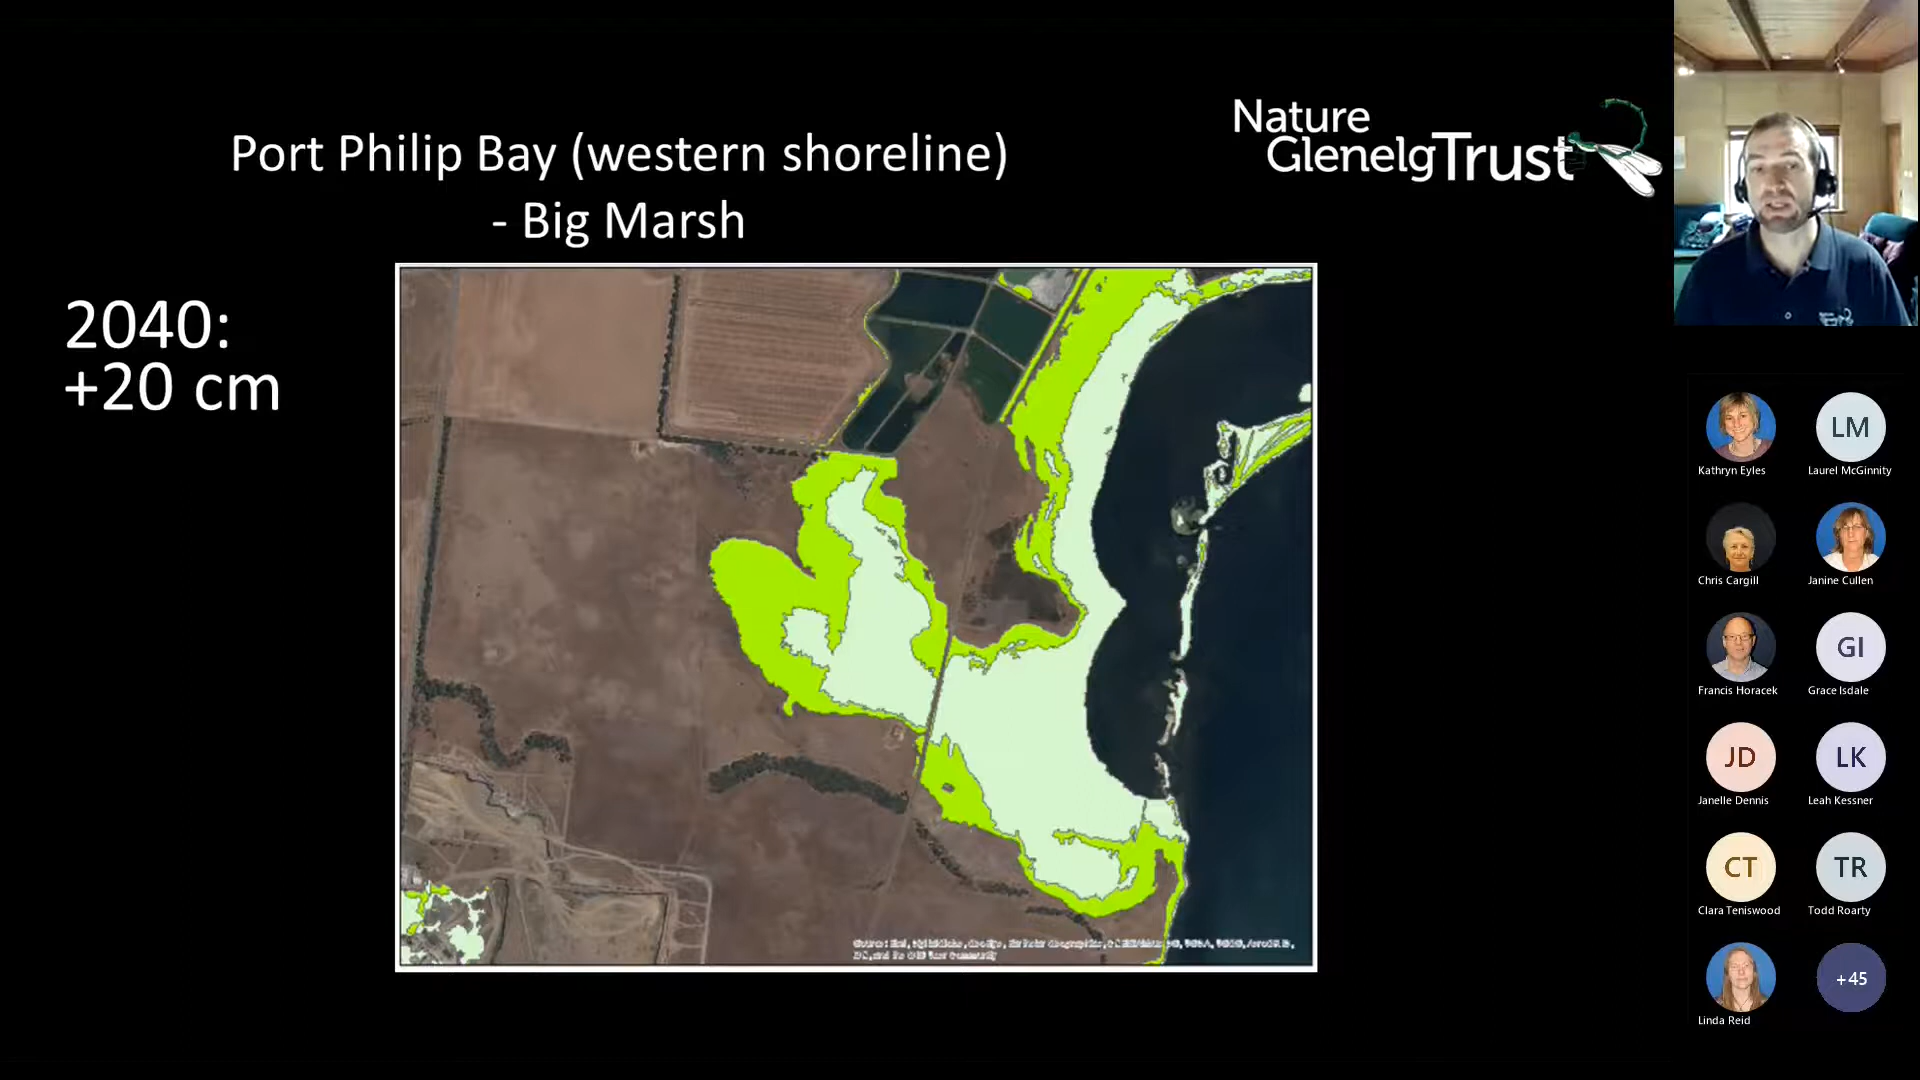 Port Philip Bay (western shoreline)
- Big Marsh
Nature
Glenelg Trust
2040:
+20 cm
LM
Kathryn Eyles
Laurel McGinnity
Chris Cargill
Janine Cullen
GI
Francis Horacek
Grace Isdale
JD
LK
Janelle Dennis
Leah Kessner
CT
TR
Clara Teniswood
Todd Roarty
+45
Linda Reid